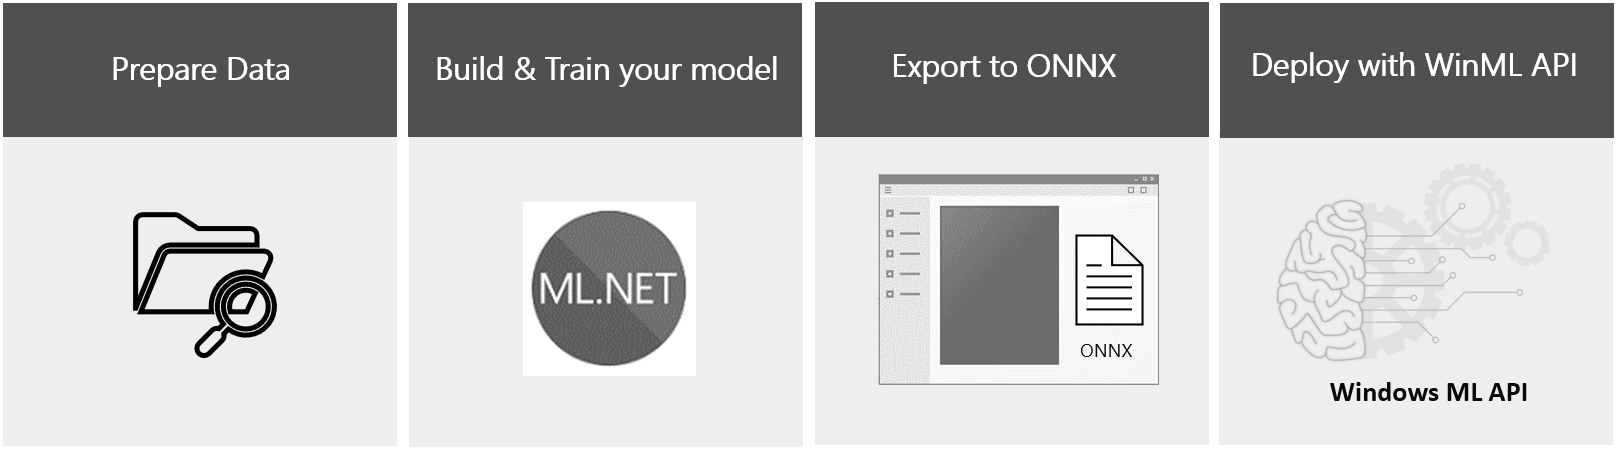 Prepare Data
Build & Train your model
Export to ONNX
Deploy with WinML API
ML.NET
ONNX
Windows ML API